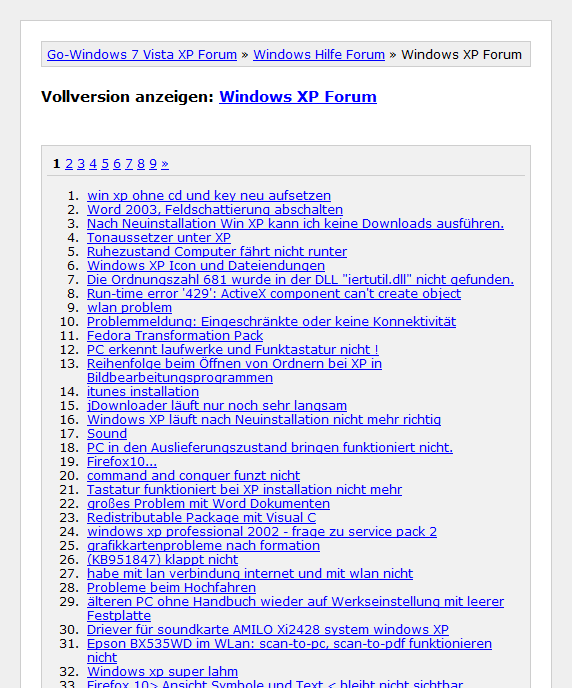 Go-Windows 7 Vista XP Forum » Windows Hilfe Forum » Windows XP Forum
Vollversion anzeigen: Windows XP Forum
1 2 3 4 5 6 7 8 9 »
1. win xp ohne cd und key neu aufsetzen
2. Word 2003, Feldschattierung abschalten
3. Nach Neuinstallation Win XP kann ich keine Downloads ausführen.
4. Tonaussetzer unter XP
5. Ruhezustand Computer fährt nicht runter
6. Windows XP Icon und Dateiendungen
7. Die Ordnungszahl 681 wurde in der DLL "iertutil.dll" nicht gefunden.
8. Run-time error '429': ActiveX component can't create object
9. wlan problem
10. Problemmeldung: Eingeschränkte oder keine Konnektivität
11. Fedora Transformation Pack
12. PC erkennt laufwerke und Funktastatur nicht !
13. Reihenfolge beim Öffnen von Ordnern bei XP in
Bildbearbeitungsprogrammen
14. itunes installation
15. jDownloader läuft nur noch sehr langsam
16. Windows XP läuft nach Neuinstallation nicht mehr richtig
17. Sound
18. PC in den Auslieferungszustand bringen funktioniert nicht.
19. Firefox10...
20. command and conquer funzt nicht
21. Tastatur funktioniert bei XP installation nicht mehr
22. großes Problem mit Word Dokumenten
23. Redistributable Package mit Visual C
24. windows xp professional 2002 - frage zu service pack 2
25. grafikkartenprobleme nach formation
26. (KB951847) klappt nicht
27. habe mit lan verbindung internet und mit wlan nicht
28. Probleme beim Hochfahren
29. älteren PC ohne Handbuch wieder auf Werkseinstellung mit leerer
Festplatte
30. Driever für soundkarte AMILO Xi2428 system windows XP
31. Epson BX535WD im WLan: scan-to-pc, scan-to-pdf funktionieren
nicht
32. Windows xp super lahm
33. Firefox 10> Ansicht Symbole und Text < bleibt nicht sichtbar